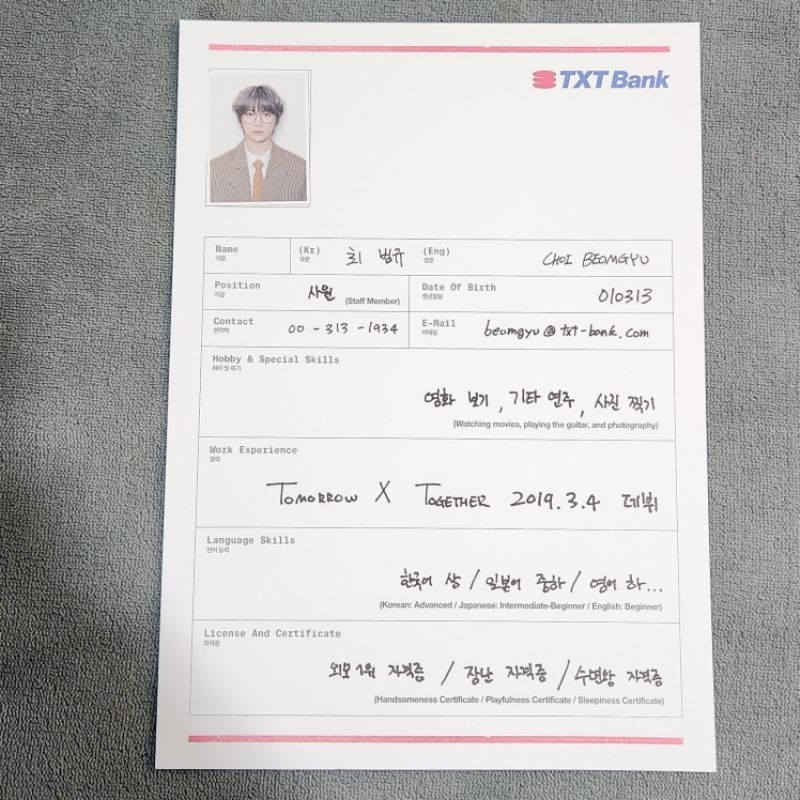 TXT Bank
Name (Kr) 최 범규 (Eng) CHOI BEOMGYU
이름 국문 영문
Position 사원 (Staff Member) Date Of Birth 010313
직급 생년월일
Contact 00 - 313 - 1934 E-Mail beomgyu@txt-bank.com
연락처 이메일
Hobby & Special Skills
취미 및 특기
영화 보기, 기타 연주, 사진 찍기
(Watching movies, playing the guitar, and photography)
Work Experience
경력
TOMORROW X TOGETHER 2019.3.4 데뷔
Language Skills
언어 능력
한국어 상 / 일본어 중하 / 영어 하...
(Korean: Advanced / Japanese: Intermediate-Beginner / English: Beginner)
License And Certificate
자격증
외모 1위 자격증 / 장난 자격증 / 수면왕 자격증
(Handsomeness Certificate / Playfulness Certificate / Sleepiness Certificate)